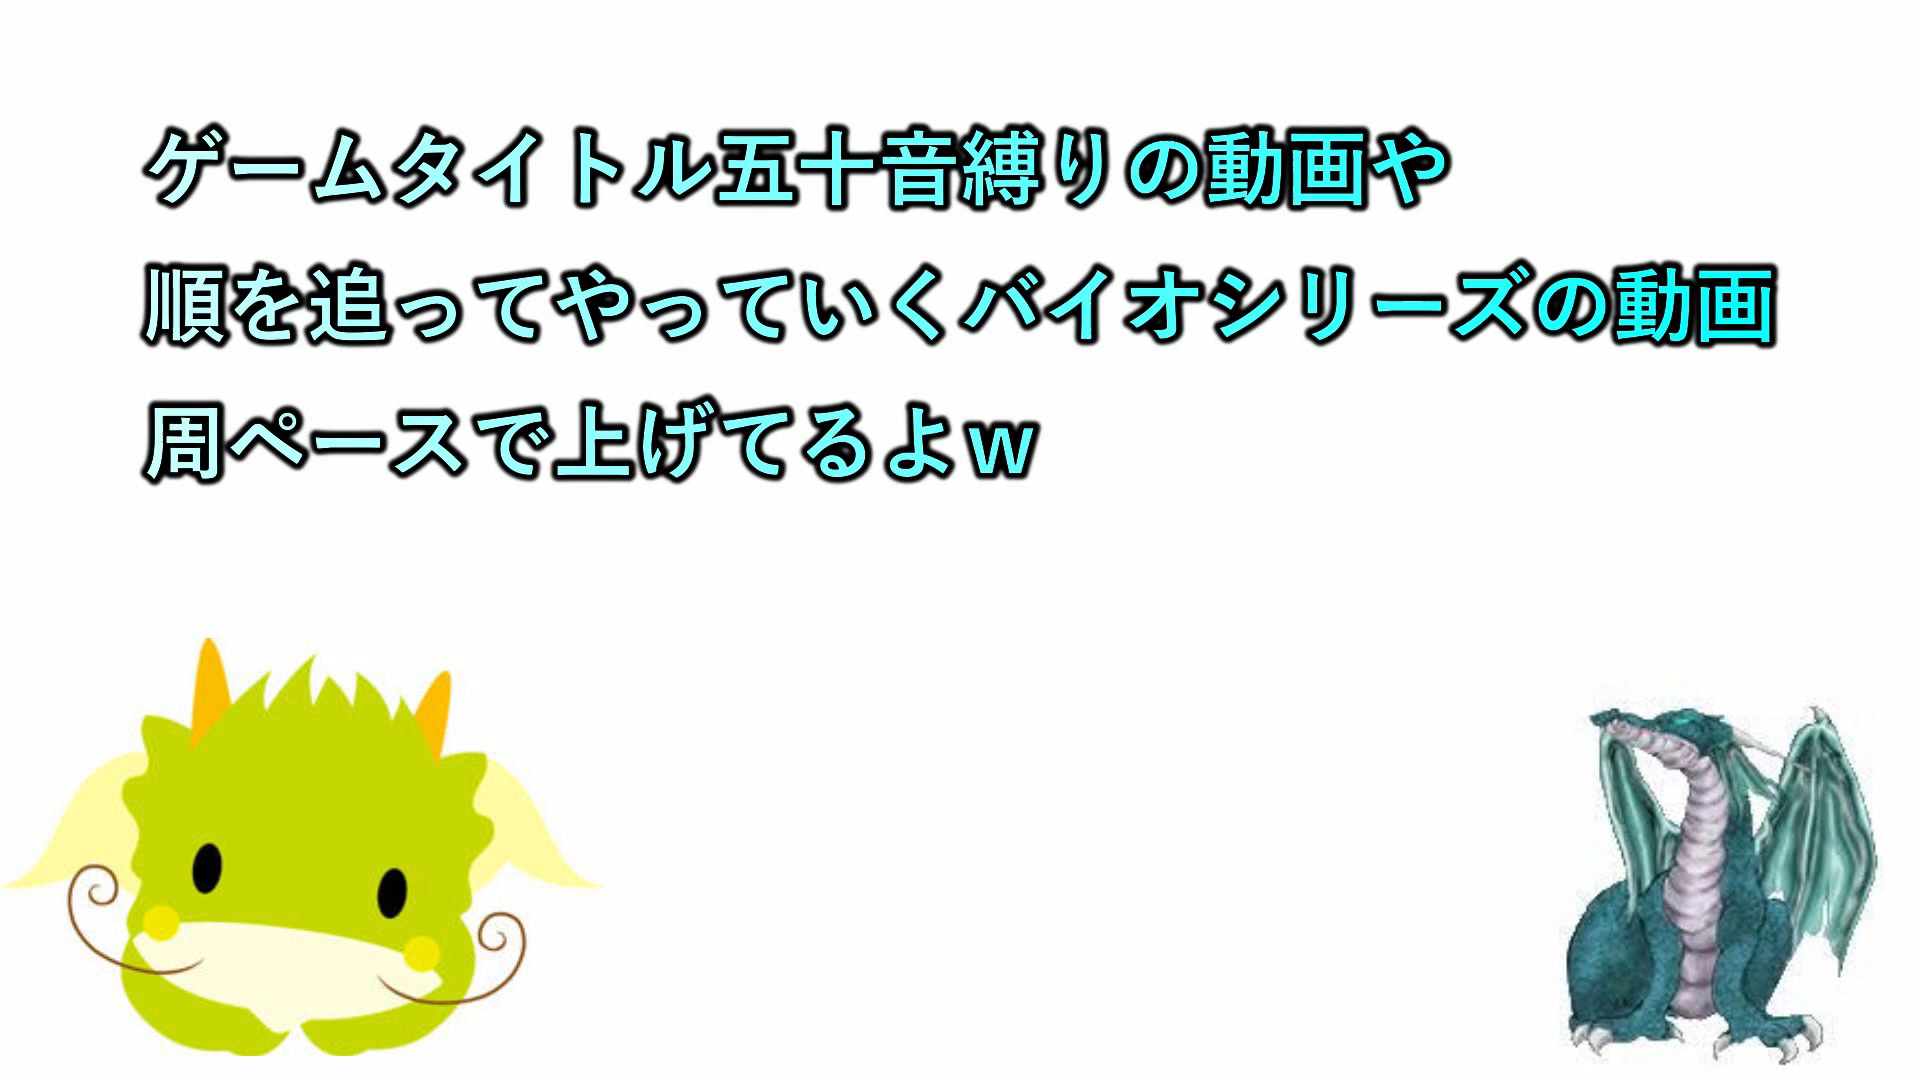 ゲームタイトル五十音縛りの動画や
順を追ってやっていくバイオシリーズの動画
周ペースで上げてるよw